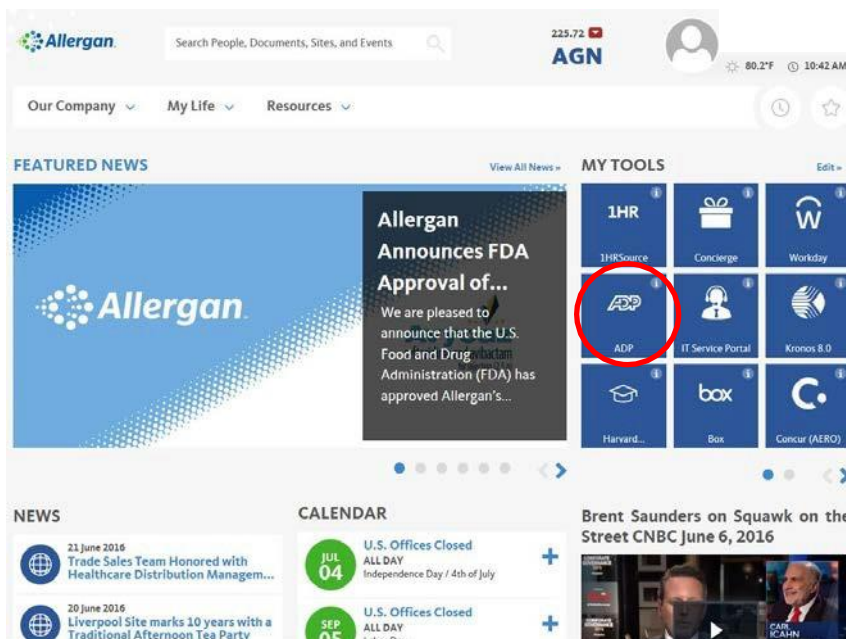 Allergan
Search People, Documents, Sites, and Events
225.72
AGN
80.2°F 10:42 AM
Our Company My Life Resources
FEATURED NEWS
View All News »
MY TOOLS
Edit »
Allergan
Allergan
Announces FDA
Approval of...
We are pleased to
announce that the U.S.
Food and Drug
Administration (FDA) has
approved Allergan's...
1HR
1HRSource
Concierge
Workday
ADP
ADP
IT Service Portal
Kronos 8.0
Harvard...
box
Box
C.
Concur (AERO)
NEWS
21 June 2016
Trade Sales Team Honored with
Healthcare Distribution Managem...
20 June 2016
Liverpool Site marks 10 years with a
Traditional Afternoon Tea Party
CALENDAR
JUL
04
U.S. Offices Closed
ALL DAY
Independence Day / 4th of July
SEP
05
U.S. Offices Closed
ALL DAY
Brent Saunders on Squawk on the
Street CNBC June 6, 2016
CARL
ICAHN